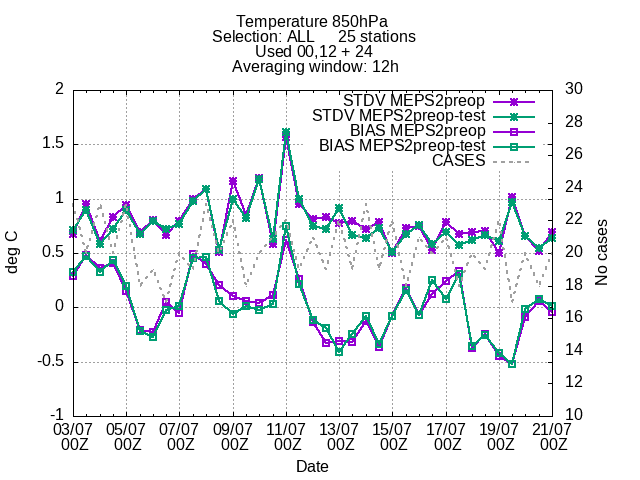 Temperature 850hPa
Selection: ALL     25 stations
Used 00,12 + 24
Averaging window: 12h
STDV MEPS2preop
STDV MEPS2preop-test
BIAS MEPS2preop
BIAS MEPS2preop-test
CASES
deg C
2
1.5
1
0.5
0
-0.5
-1
No cases
30
28
26
24
22
20
18
16
14
12
10
03/07 05/07 07/07 09/07 11/07 13/07 15/07 17/07 19/07 21/07
00Z 00Z 00Z 00Z 00Z 00Z 00Z 00Z 00Z 00Z
Date